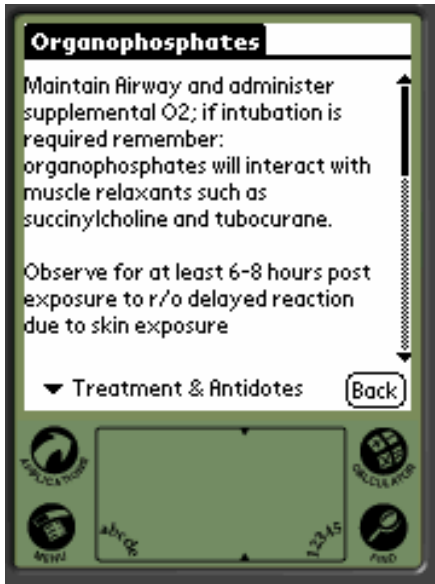 Organophosphates
Maintain Airway and administer
supplemental O2; if intubation is
required remember:
organophosphates will interact with
muscle relaxants such as
succinylcholine and tubocurane.
Observe for at least 6-8 hours post
exposure to r/o delayed reaction
due to skin exposure
Treatment & Antidotes
Back
APPLICATIONS
CALCULATOR
MENU
abcde
12345
FIND